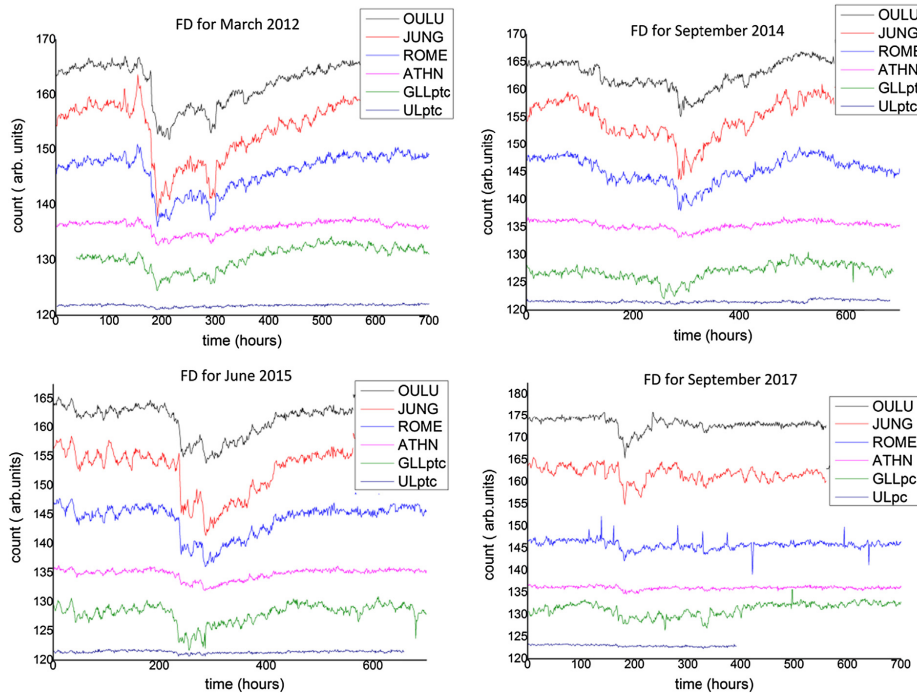 FD for March 2012
OULU
JUNG
ROME
ATHN
GLLptc
ULptc
count ( arb. units)
170
160
150
140
130
120
0 100 200 300 400 500 600 700
time (hours)
FD for September 2014
OULU
JUNG
ROME
ATHN
GLLptc
ULptc
count (arb.units)
170
165
160
155
150
145
140
135
130
125
120
0 200 400 600
time (hours)
FD for June 2015
OULU
JUNG
ROME
ATHN
GLLptc
ULptc
count ( arb.units)
165
160
155
150
145
140
135
130
125
120
0 200 400 600
time (hours)
FD for September 2017
OULU
JUNG
ROME
ATHN
GLLpc
ULpc
count ( arb.units)
180
175
170
165
160
155
150
145
140
135
130
125
120
0 100 200 300 400 500 600 700
time (hours)